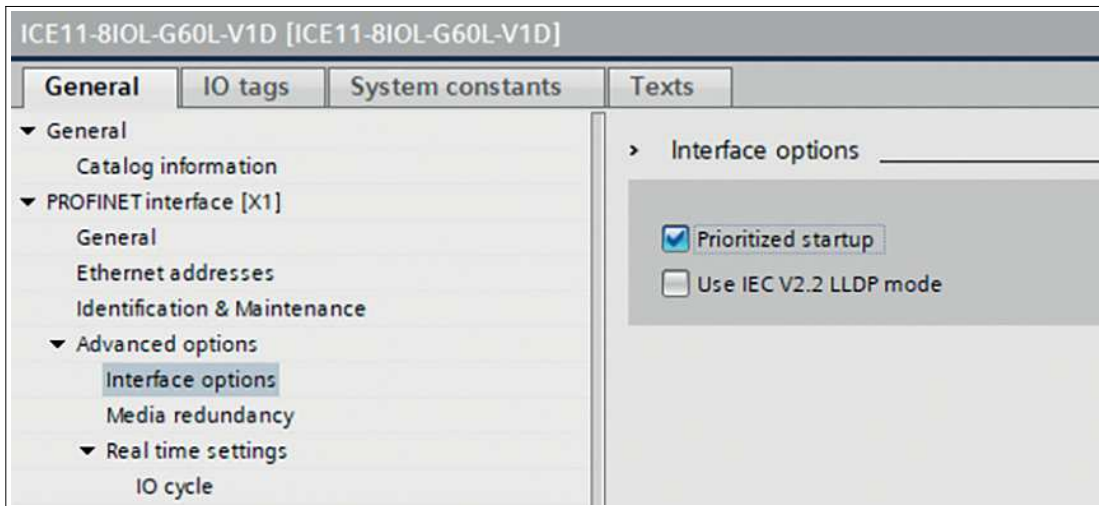 ICE11-8IOL-G60L-V1D [ICE11-8IOL-G60L-V1D]
General IO tags System constants Texts
General
Catalog information
PROFINET interface [X1]
General
Ethernet addresses
Identification & Maintenance
Advanced options
Interface options
Media redundancy
Real time settings
IO cycle
Interface options
Prioritized startup
Use IEC V2.2 LLDP mode